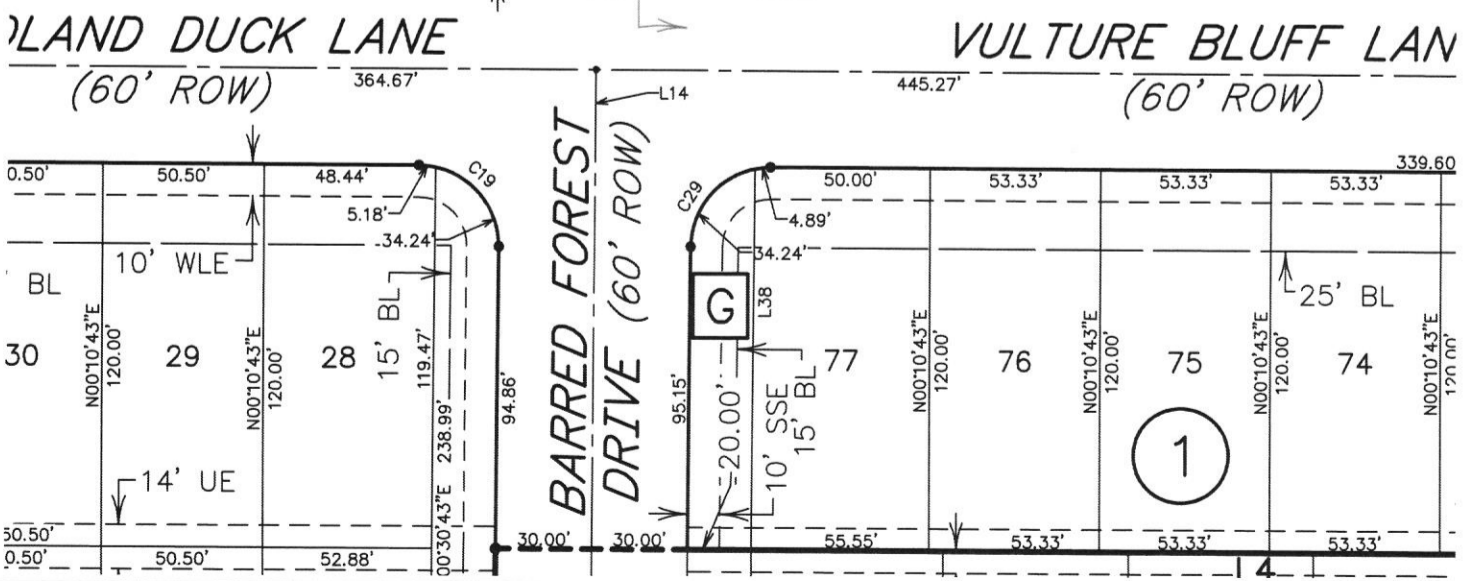 LAND DUCK LANE
(60' ROW)
364.67'
L14
VULTURE BLUFF LAN
445.27'
(60' ROW)
0.50'
50.50'
48.44'
C19
5.18'
34.24'
10' WLE
BL
15' BL
30
29
28
N00°10'43"E
120.00'
N00°10'43"E
120.00'
119.47'
238.99'
00°30'43"E
94.86'
14' UE
50.50'
50.50'
0.50'
50.50'
52.88'
BARRED FOREST
DRIVE (60' ROW)
30.00'
30.00'
C29
4.89'
34.24'
G
L38
95.15'
20.00'
10' SSE
15' BL
50.00'
53.33'
53.33'
53.33'
339.60
25' BL
77
76
75
74
N00°10'43"E
120.00'
N00°10'43"E
120.00'
N00°10'43"E
120.00'
N00°10'43"E
120.00'
1
55.55'
53.33'
53.33'
53.33'